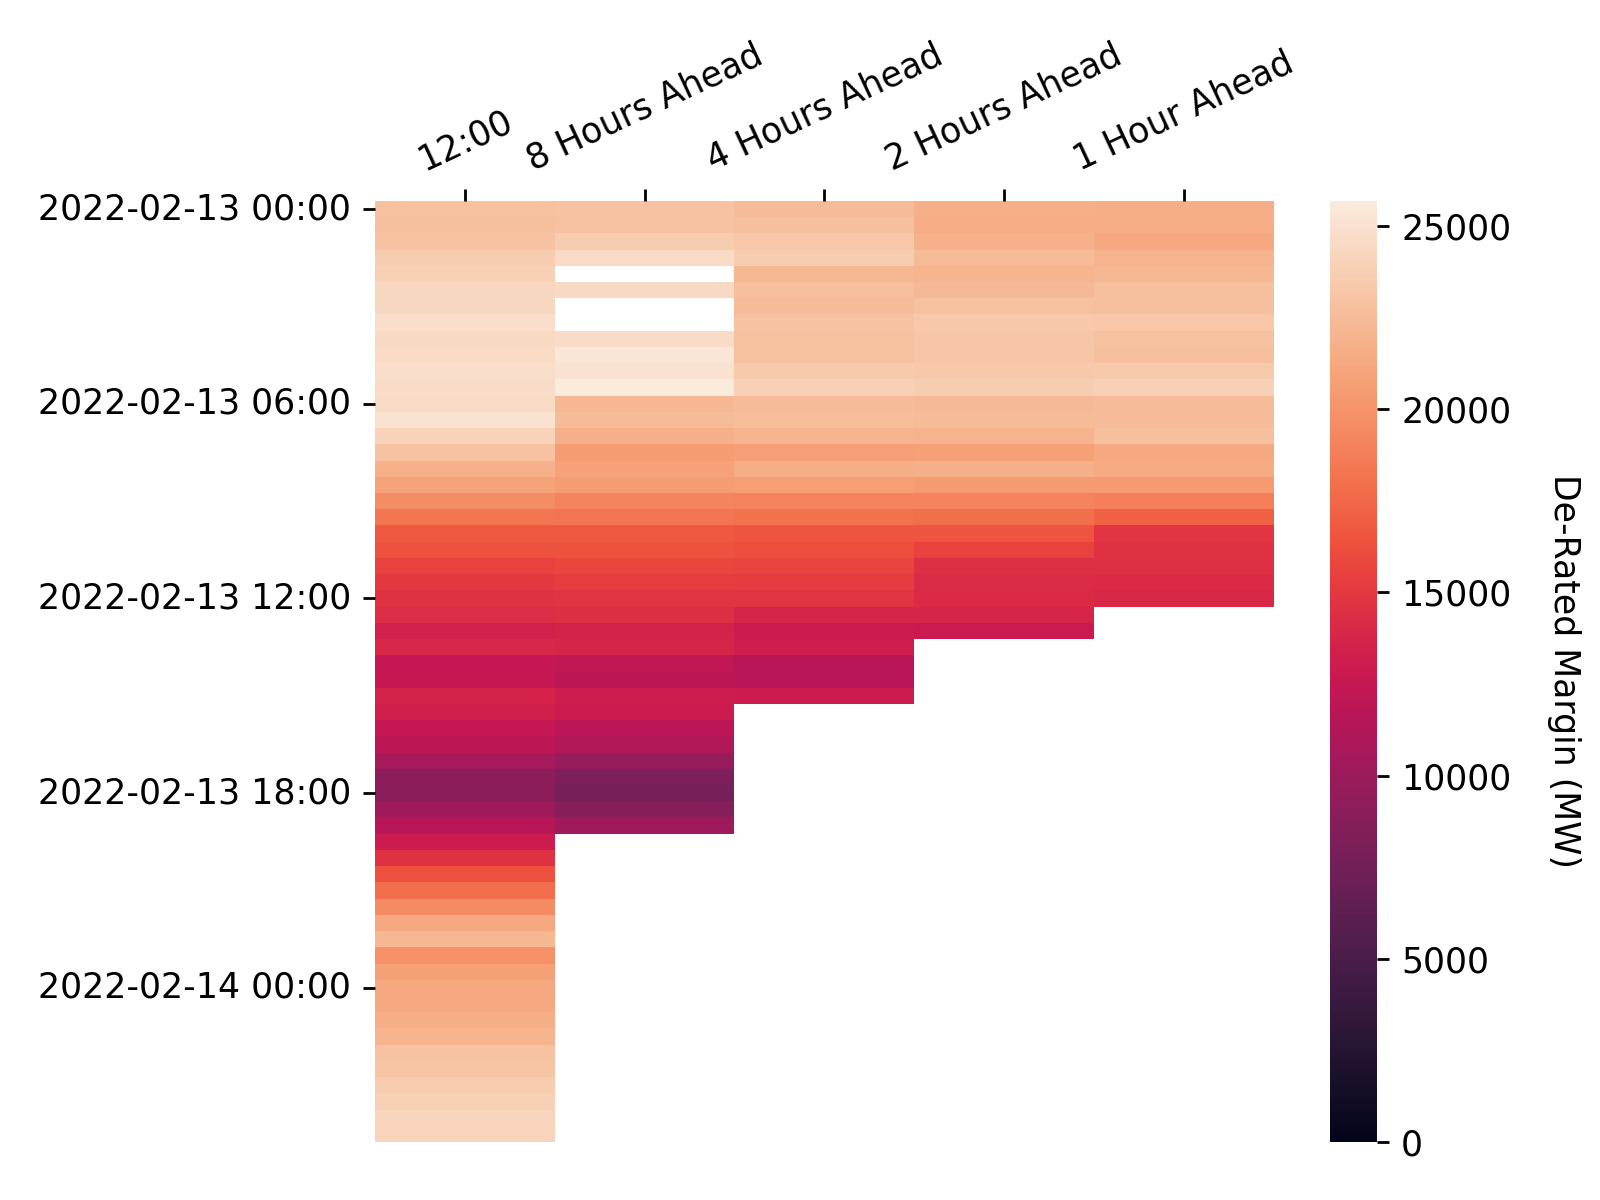 12:00
8 Hours Ahead
4 Hours Ahead
2 Hours Ahead
1 Hour Ahead
2022-02-13 00:00
2022-02-13 06:00
2022-02-13 12:00
2022-02-13 18:00
2022-02-14 00:00
25000
20000
15000
10000
5000
0
De-Rated Margin (MW)